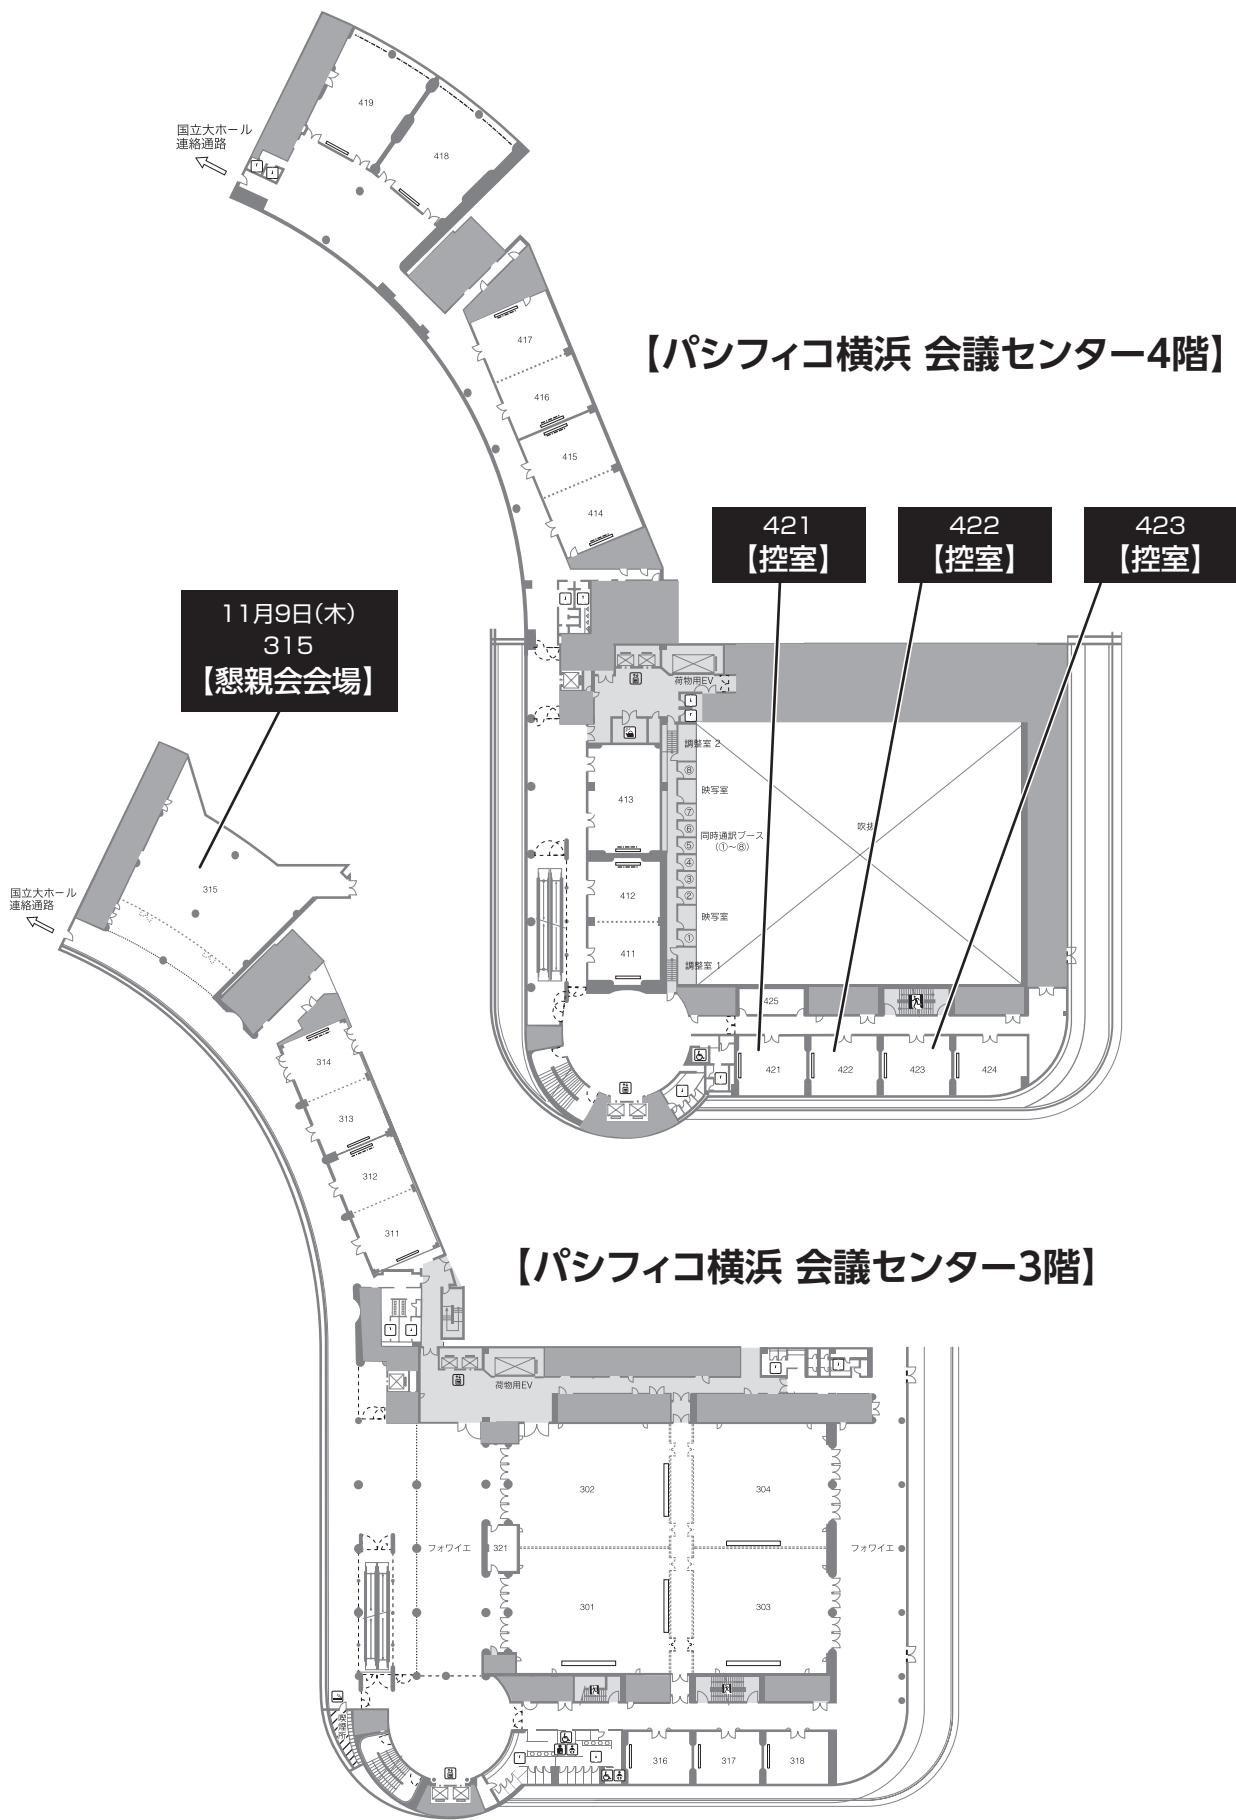 419
418
国立大ホール
連絡通路
417
【パシフィコ横浜 会議センター4階】
416
415
414
421
【控室】
422
【控室】
423
【控室】
11月9日(木)
315
【懇親会会場】
荷物用EV
調整室 2
⑧
映写室
413
⑦
⑥
同時通訳ブース
(①〜⑧)
吹抜
⑤
④
③
②
412
映写室
①
411
調整室 1
425
421
422
423
424
315
国立大ホール
連絡通路
314
313
312
311
【パシフィコ横浜 会議センター3階】
荷物用EV
302
304
フォワイエ
321
フォワイエ
301
303
喫煙所
316
317
318